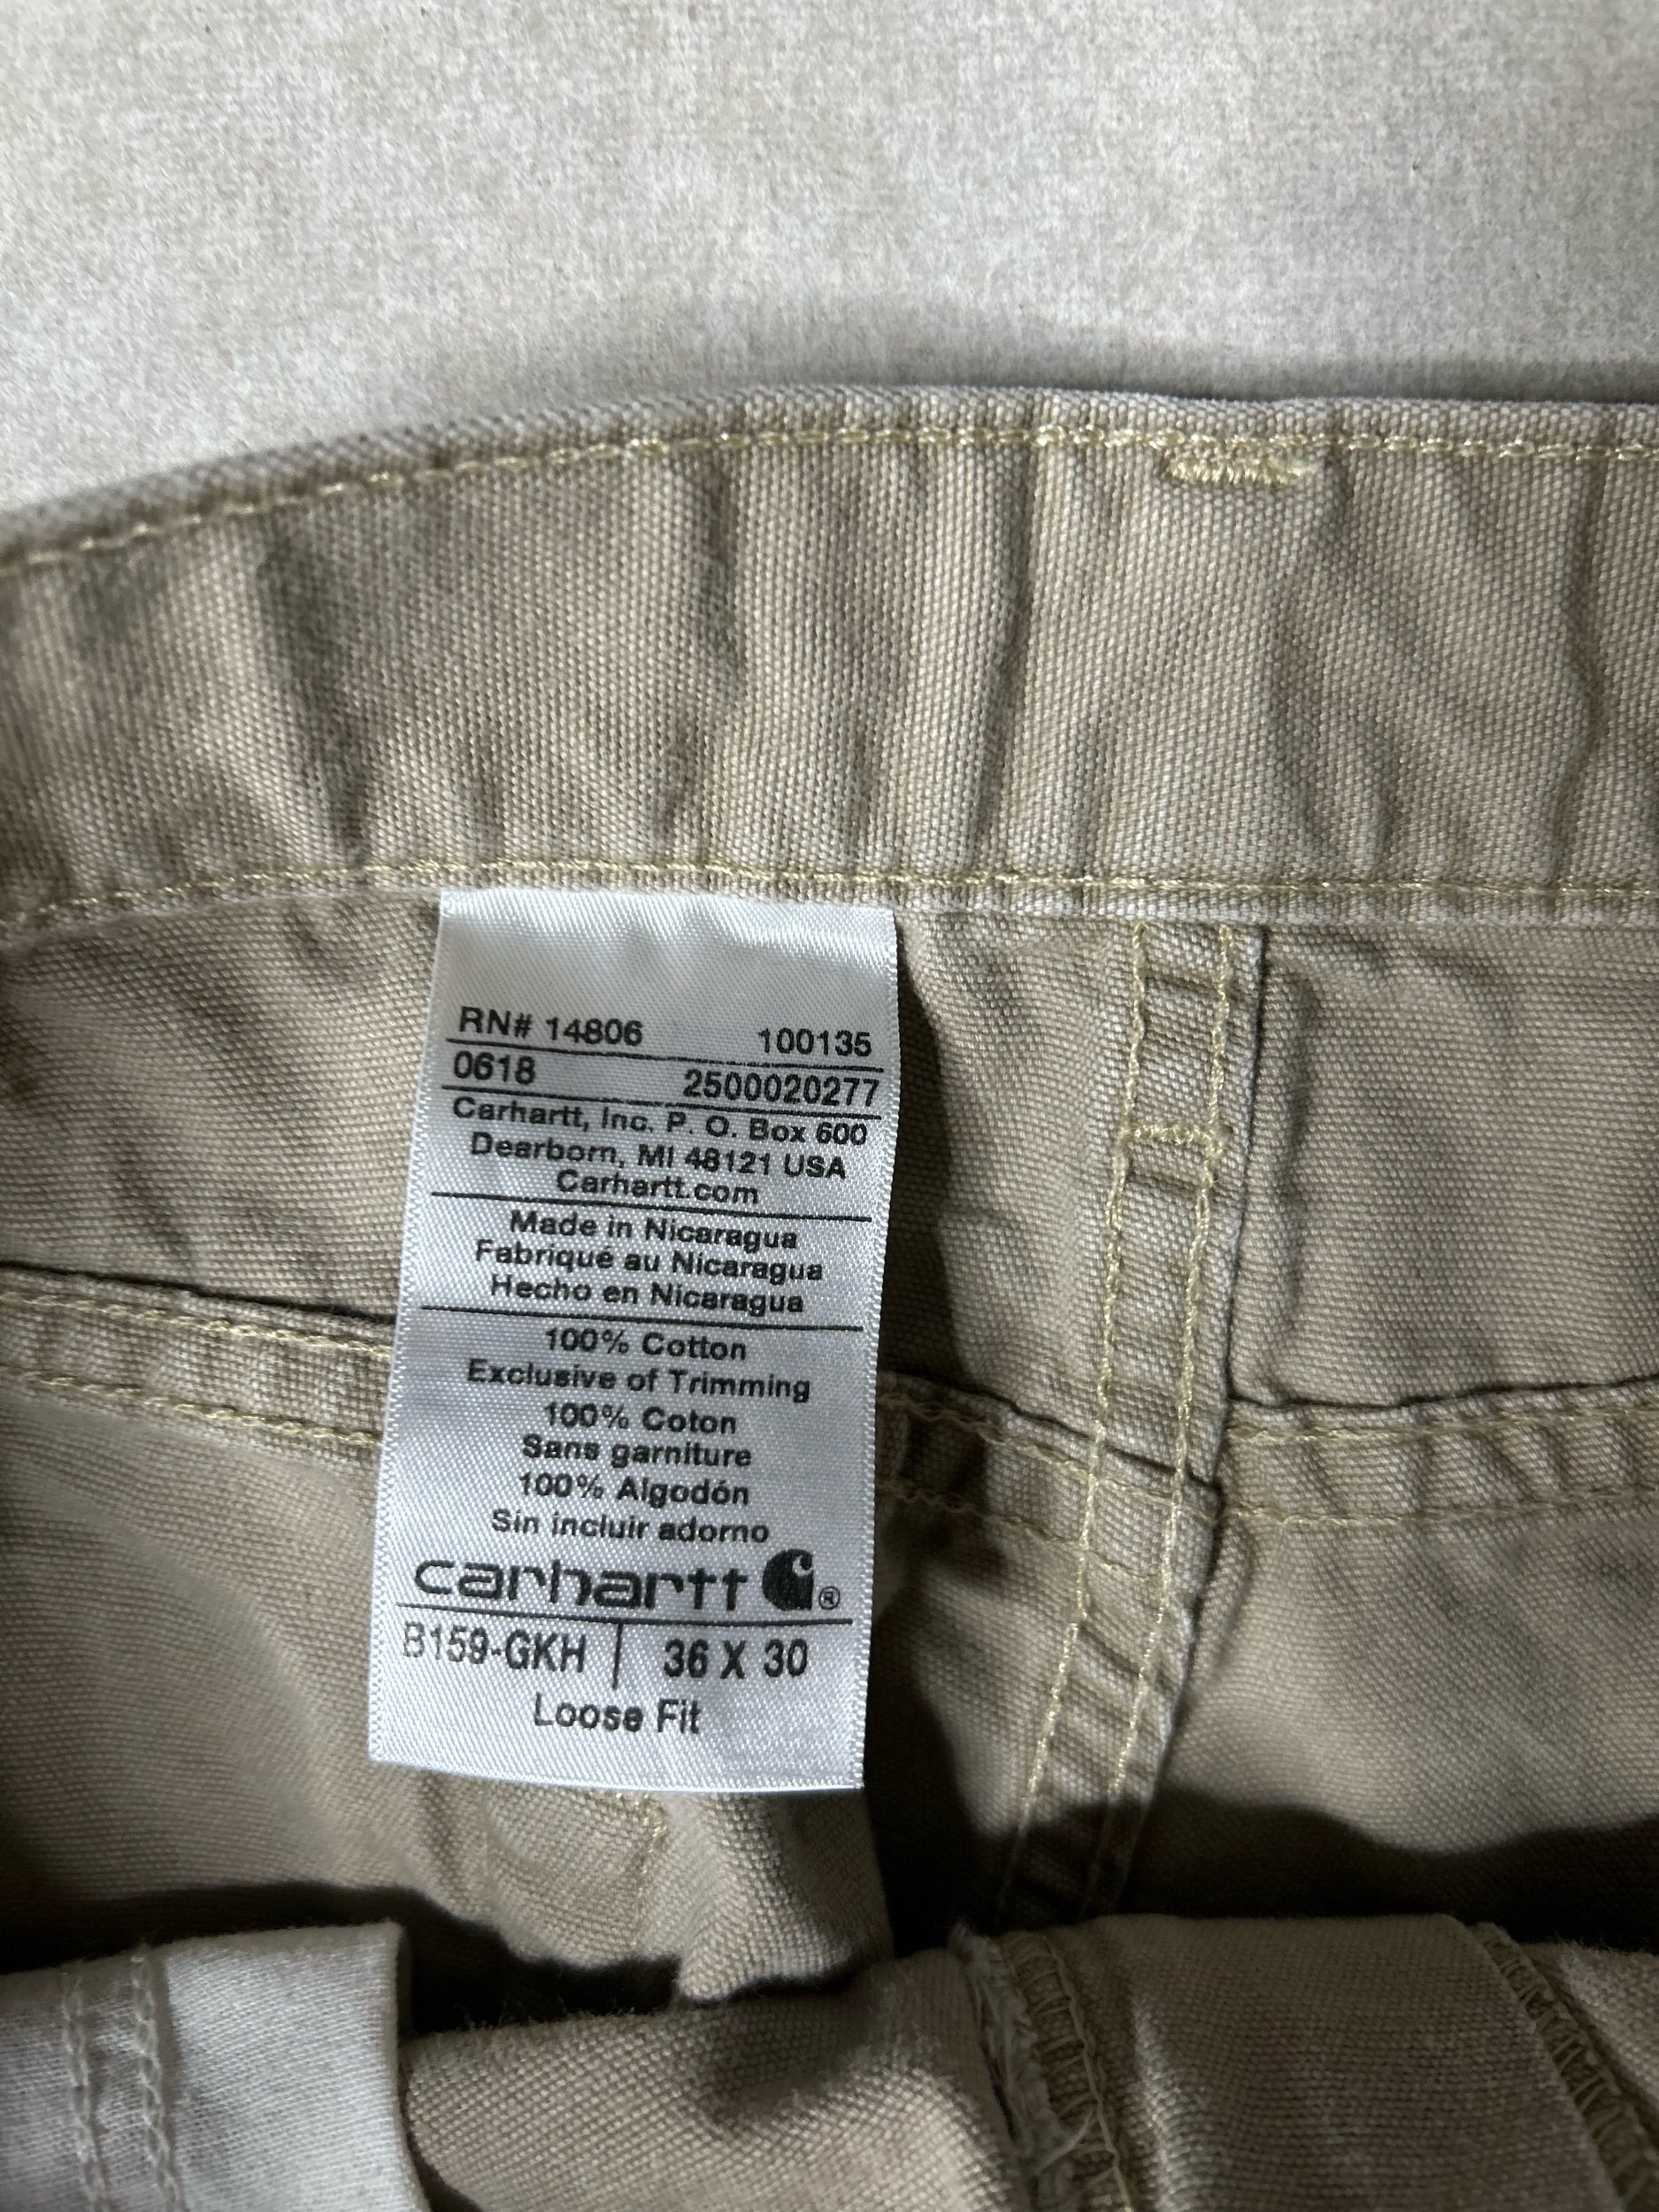 RN# 14806 100135
0618 2500020277
Carhartt, Inc. P. O. Box 600
Dearborn, MI 48121 USA
Carhartt.com
Made in Nicaragua
Fabriqué au Nicaragua
Hecho en Nicaragua
100% Cotton
Exclusive of Trimming
100% Coton
Sans garniture
100% Algodón
Sin incluir adorno
carhartt ®
B159-GKH 36 X 30
Loose Fit